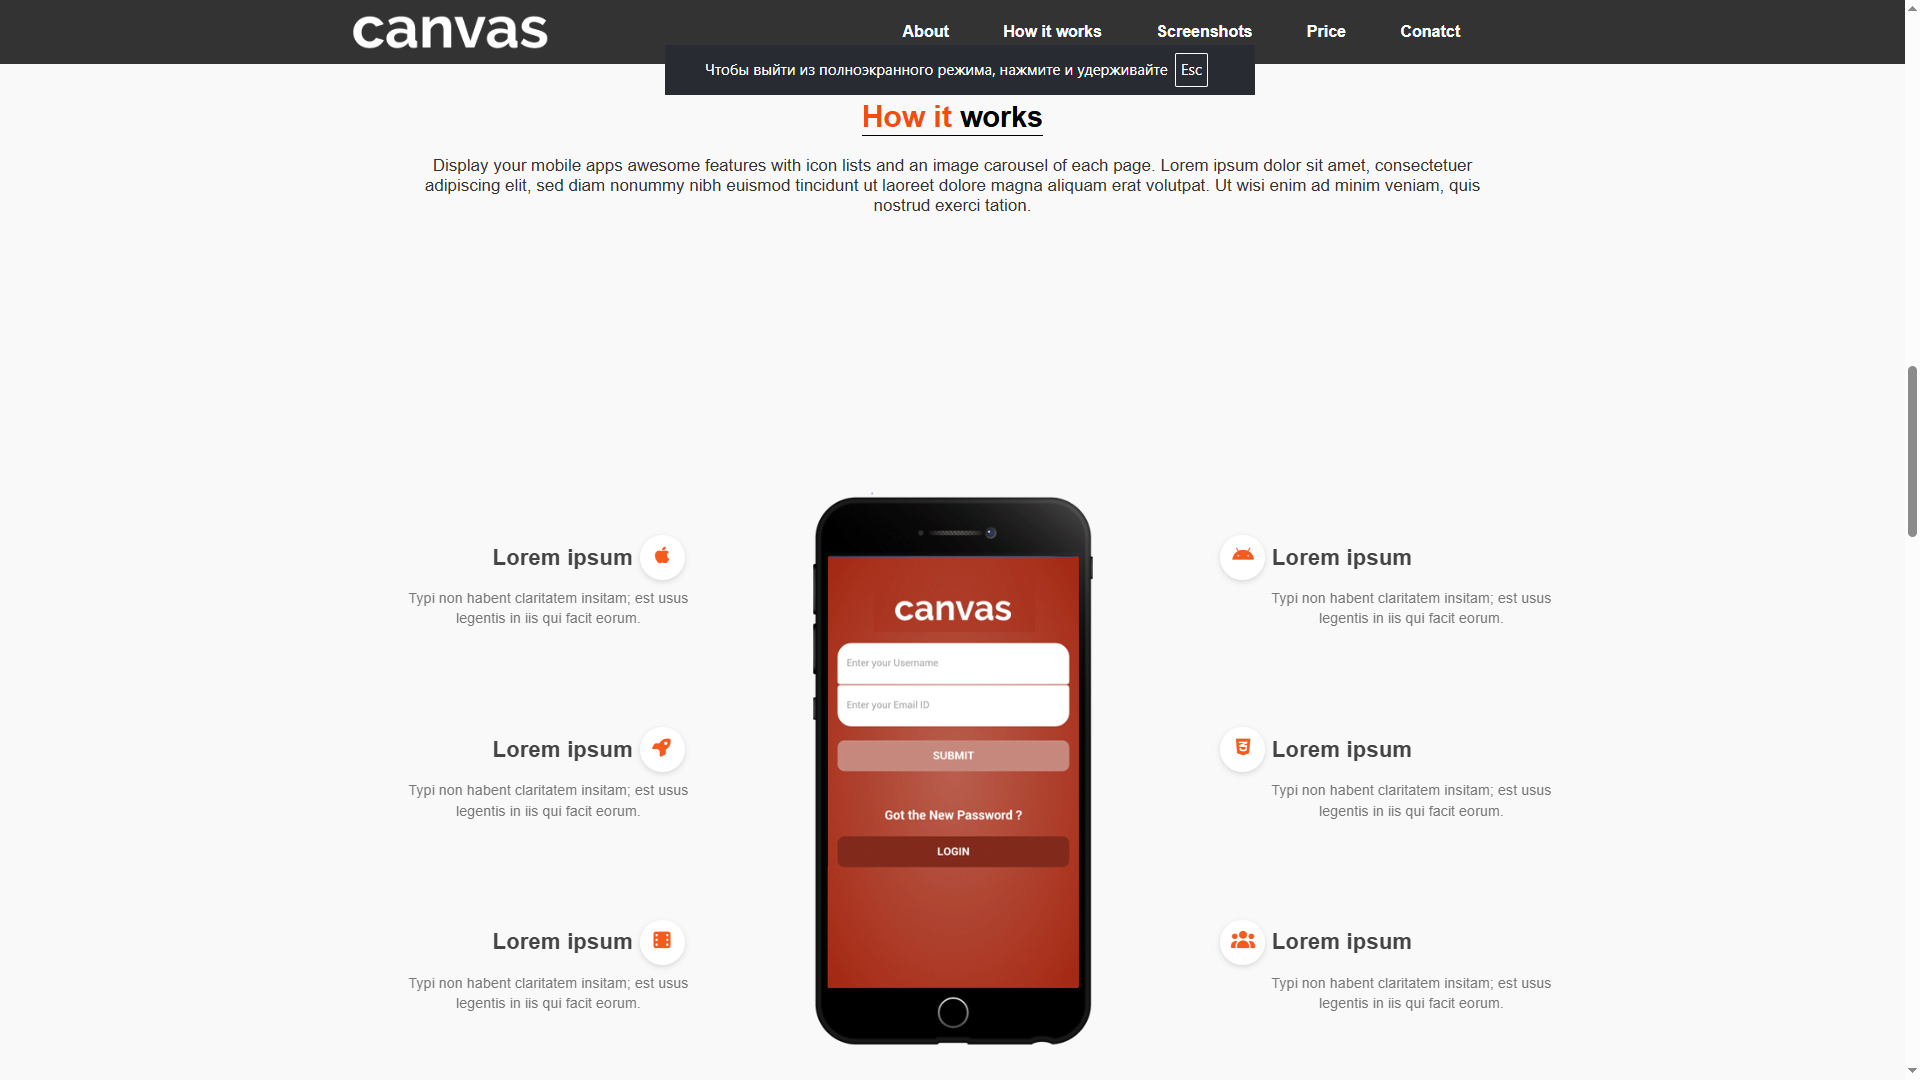 canvas
About How it works Screenshots Price Conatct
Чтобы выйти из полноэкранного режима, нажмите и удерживайте Esc
How it works
Display your mobile apps awesome features with icon lists and an image carousel of each page. Lorem ipsum dolor sit amet, consectetuer
adipiscing elit, sed diam nonummy nibh euismod tincidunt ut laoreet dolore magna aliquam erat volutpat. Ut wisi enim ad minim veniam, quis
nostrud exerci tation.
Lorem ipsum
Typi non habent claritatem insitam; est usus
legentis in iis qui facit eorum.
Lorem ipsum
Typi non habent claritatem insitam; est usus
legentis in iis qui facit eorum.
Lorem ipsum
Typi non habent claritatem insitam; est usus
legentis in iis qui facit eorum.
canvas
Enter your Username
Enter your Email ID
SUBMIT
Got the New Password ?
LOGIN
Lorem ipsum
Typi non habent claritatem insitam; est usus
legentis in iis qui facit eorum.
Lorem ipsum
Typi non habent claritatem insitam; est usus
legentis in iis qui facit eorum.
Lorem ipsum
Typi non habent claritatem insitam; est usus
legentis in iis qui facit eorum.